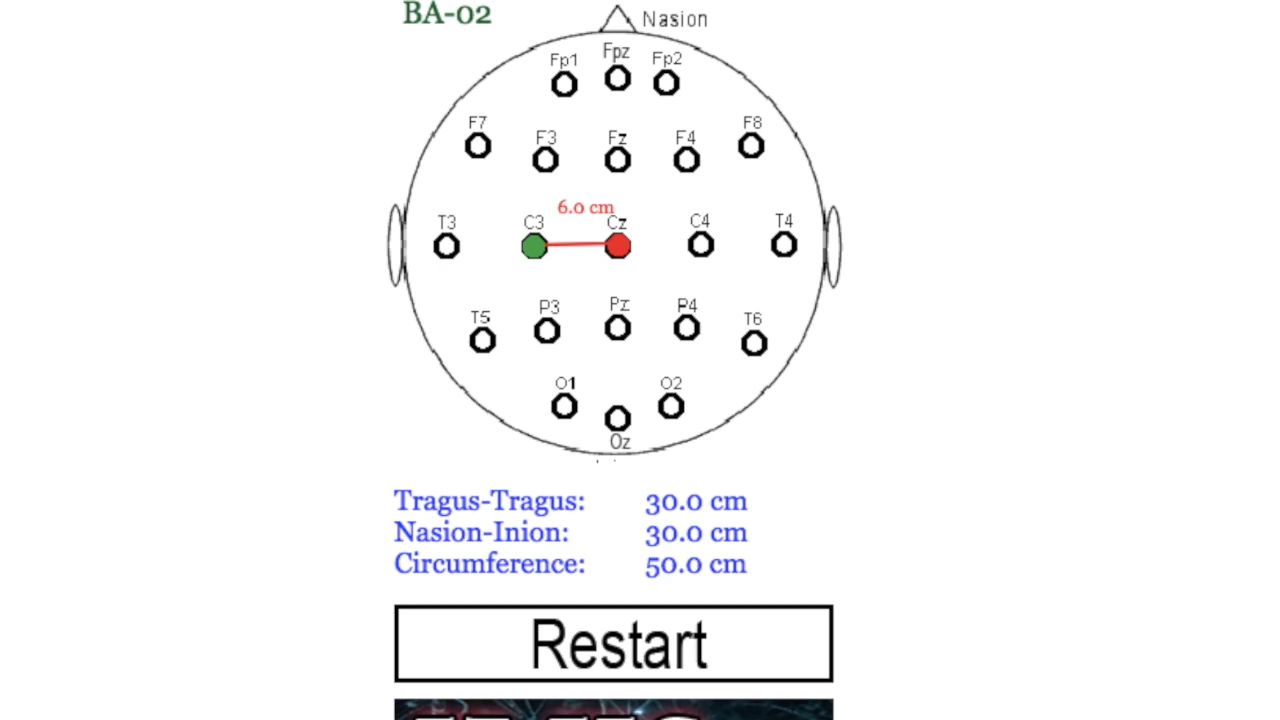 BA-02
Nasion
Fp1 Fpz Fp2
F7 F3 Fz F4 F8
6.0 cm
T3 C3 Cz C4 T4
T5 P3 Pz P4 T6
O1 O2
Oz
Tragus-Tragus: 30.0 cm
Nasion-Inion: 30.0 cm
Circumference: 50.0 cm
Restart